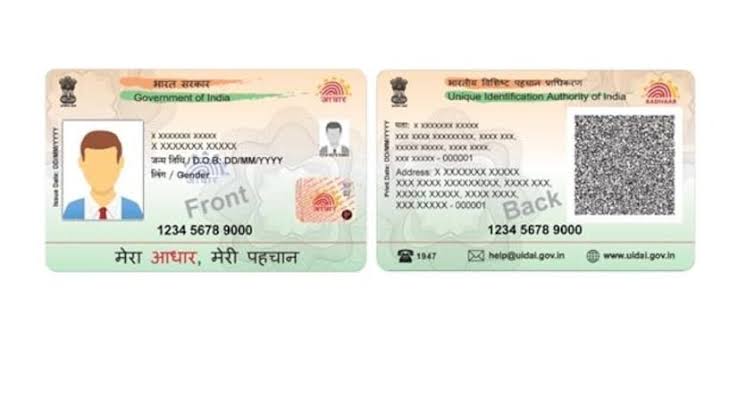 भारत सरकार
Government of India
आधार
Issue Date: DD/MM/YYYY
X XXXXXXX XXXXX
X XXXXXXX XXXXXXX
जन्म तिथि / D.O.B: DD/MM/YYYY
लिंग / Gender
आधार
Front
आधार
1234 5678 9000
मेरा आधार, मेरी पहचान
भारतीय विशिष्ट पहचान प्राधिकरण
Unique Identification Authority of India
AADHAAR
Print Date: DD/MM/YYYY
पता: X XXXXXXX XXXXX
XXX XXXX XXXXXXXXX, XXXX XXX,
XXXXX XXXXX, XXXX XXXX,
XXX XXXXX - 000001
Address: X XXXXXXX XXXXX
XXX XXXX XXXXXXXXX, XXXX XXX,
XXXXX XXXXX, XXXX XXXX,
XXX XXXXX - 000001
Back
1234 5678 9000
1947
help@uidai.gov.in
www.uidai.gov.in